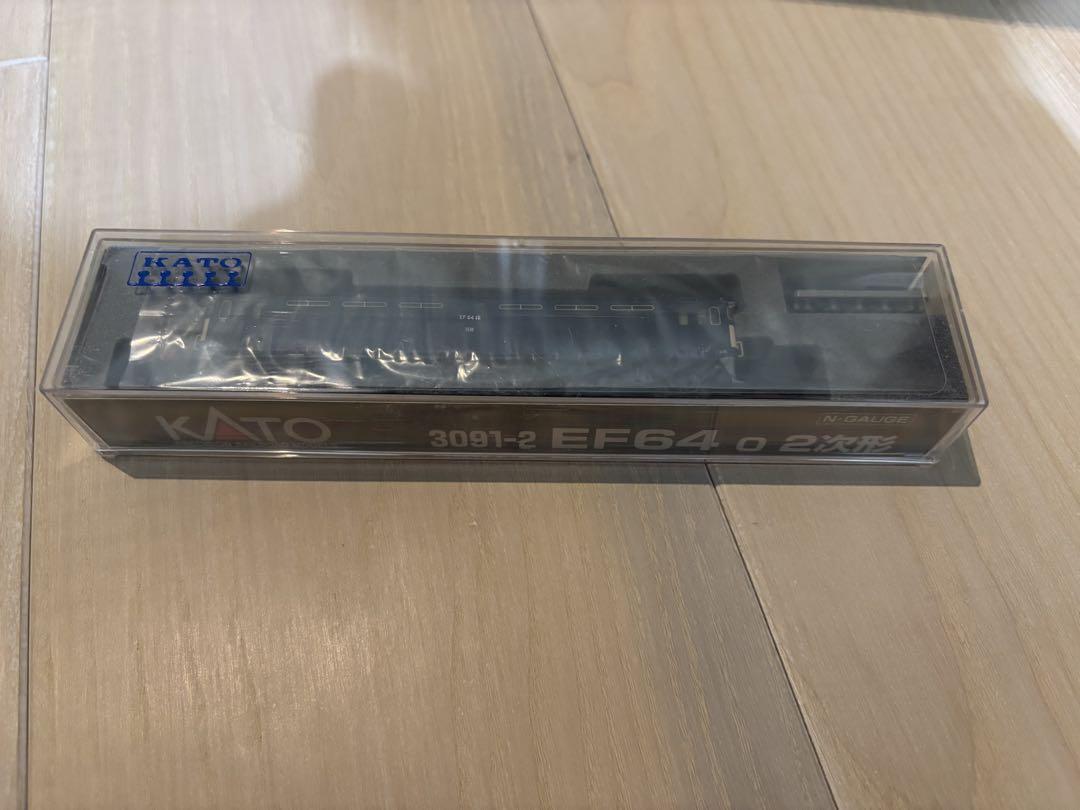 KATO
KATO
3091-2 EF64 0 2次形
N-GAUGE